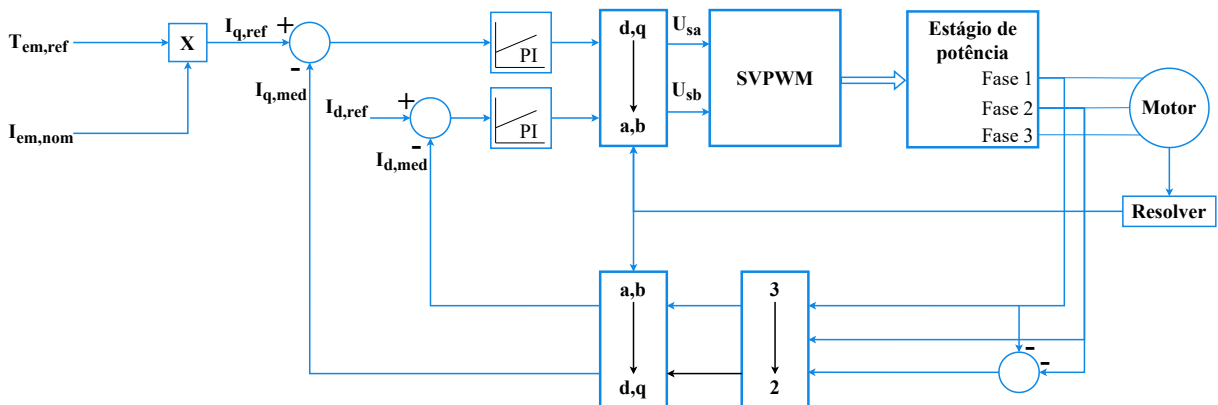 T_em,ref
X
I_q,ref
+
-
I_q,med
I_em,nom
I_d,ref
+
-
I_d,med
PI
PI
d,q
a,b
U_sa
U_sb
SVPWM
Estágio de
potência
Fase 1
Fase 2
Fase 3
Motor
Resolver
a,b
d,q
3
2
-
-